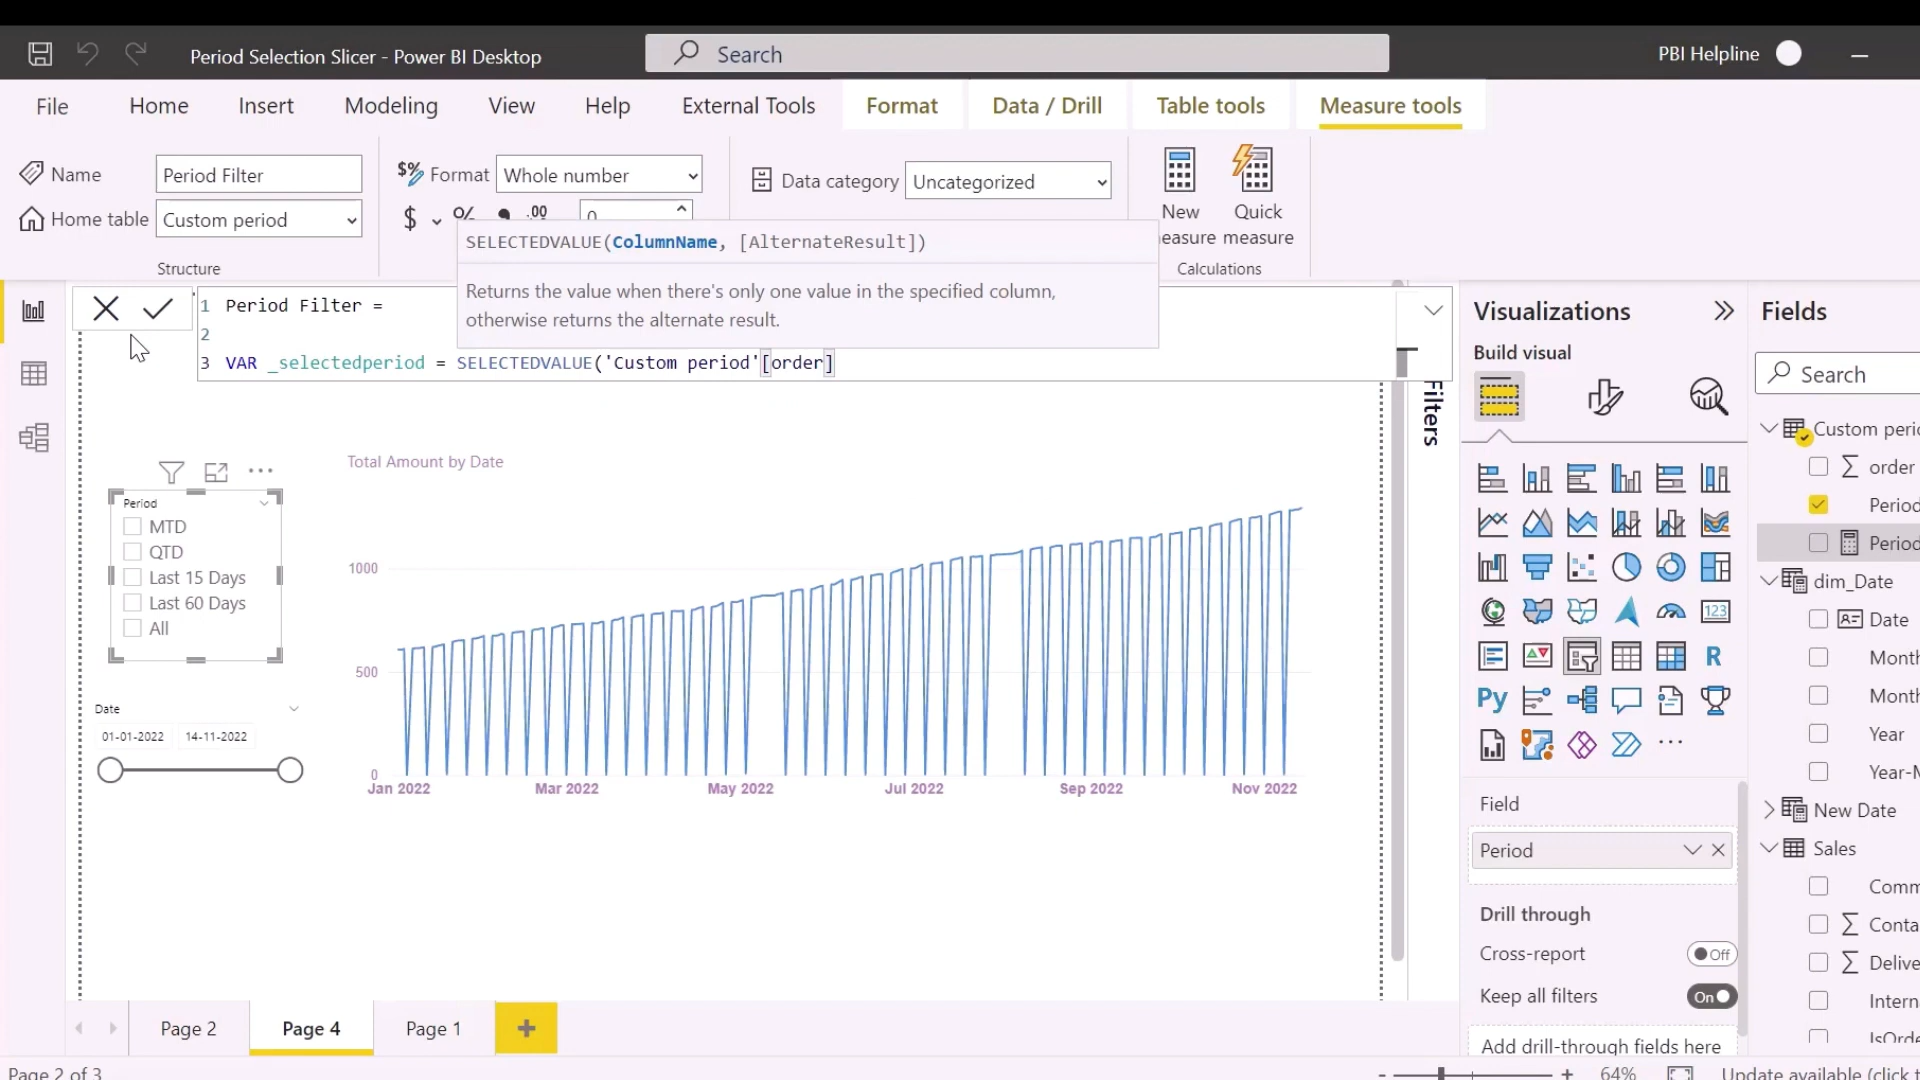 Period Selection Slicer - Power BI Desktop
Search
PBI Helpline
File
Home
Insert
Modeling
View
Help
External Tools
Format
Data / Drill
Table tools
Measure tools
Name
Period Filter
Home table
Custom period
Structure
$% Format
Whole number
$
%
.00
0
Data category
Uncategorized
New
easure
Quick
measure
Calculations
SELECTEDVALUE(ColumnName, [AlternateResult])
Returns the value when there's only one value in the specified column,
otherwise returns the alternate result.
1 Period Filter =
2
3 VAR _selectedperiod = SELECTEDVALUE('Custom period'[order]
Period
MTD
QTD
Last 15 Days
Last 60 Days
All
Date
01-01-2022
14-11-2022
Total Amount by Date
1000
500
0
Jan 2022
Mar 2022
May 2022
Jul 2022
Sep 2022
Nov 2022
Filters
Visualizations
Build visual
123
R
Py
Field
Period
Drill through
Cross-report
Off
Keep all filters
On
Add drill-through fields here
Fields
Search
Custom peri
order
Period
Period
dim_Date
Date
Month
Month
Year
Year-M
New Date
Sales
Comm
Conta
Delive
Intern
IsOrde
Page 2
Page 4
Page 1
+
Page 2 of 3
-
+
64%
Update available (click t